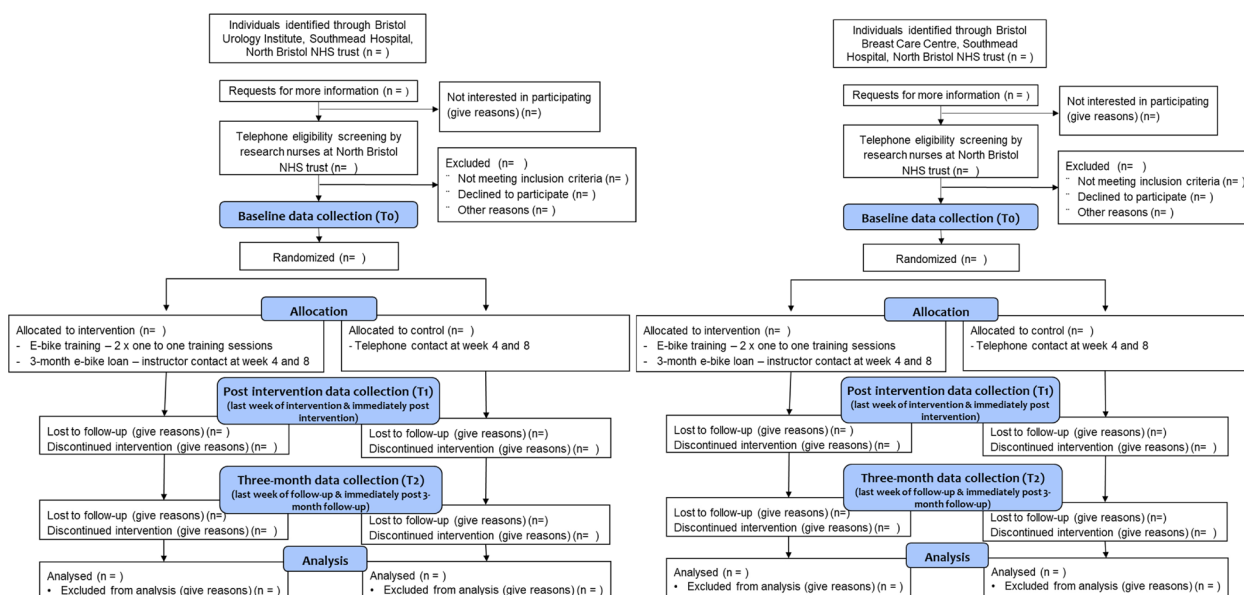 Individuals identified through Bristol
Urology Institute, Southmead Hospital,
North Bristol NHS trust (n = )
Requests for more information (n = )
Not interested in participating
(give reasons) (n=)
Telephone eligibility screening by
research nurses at North Bristol
NHS trust (n=  )
Excluded  (n=   )
¨  Not meeting inclusion criteria (n= )
¨  Declined to participate (n= )
¨  Other reasons (n= )
Baseline data collection (T0)
Randomized (n=  )
Allocation
Allocated to intervention (n=  )
-  E-bike training – 2 x one to one training sessions
-  3-month e-bike loan – instructor contact at week 4 and 8
Allocated to control (n=  )
- Telephone contact at week 4 and 8
Post intervention data collection (T1)
(last week of intervention & immediately post
intervention)
Lost to follow-up (give reasons) (n=  )
Discontinued intervention (give reasons) (n=  )
Lost to follow-up (give reasons) (n=)
Discontinued intervention (give reasons) (n=  )
Three-month data collection (T2)
(last week of follow-up & immediately post 3-
month follow-up)
Lost to follow-up (give reasons) (n=)
Discontinued intervention (give reasons) (n=  )
Lost to follow-up (give reasons) (n=)
Discontinued intervention (give reasons) (n=  )
Analysis
Analysed (n = )
•  Excluded from analysis (give reasons) (n = )
Analysed (n = )
•  Excluded from analysis (give reasons) (n = )
Individuals identified through Bristol
Breast Care Centre, Southmead
Hospital, North Bristol NHS trust (n = )
Requests for more information (n = )
Not interested in participating
(give reasons) (n=)
Telephone eligibility screening by
research nurses at North Bristol
NHS trust (n=  )
Excluded  (n=   )
¨  Not meeting inclusion criteria (n= )
¨  Declined to participate (n= )
¨  Other reasons (n= )
Baseline data collection (T0)
Randomized (n=  )
Allocation
Allocated to intervention (n=  )
-  E-bike training – 2 x one to one training sessions
-  3-month e-bike loan – instructor contact at week 4 and 8
Allocated to control (n=  )
- Telephone contact at week 4 and 8
Post intervention data collection (T1)
(last week of intervention & immediately post
intervention)
Lost to follow-up (give reasons) (n=  )
Discontinued intervention (give reasons) (n=  )
Lost to follow-up (give reasons) (n=)
Discontinued intervention (give reasons) (n=  )
Three-month data collection (T2)
(last week of follow-up & immediately post 3-
month follow-up)
Lost to follow-up (give reasons) (n=)
Discontinued intervention (give reasons) (n=  )
Lost to follow-up (give reasons) (n=)
Discontinued intervention (give reasons) (n=  )
Analysis
Analysed (n = )
•  Excluded from analysis (give reasons) (n = )
Analysed (n = )
•  Excluded from analysis (give reasons) (n = )